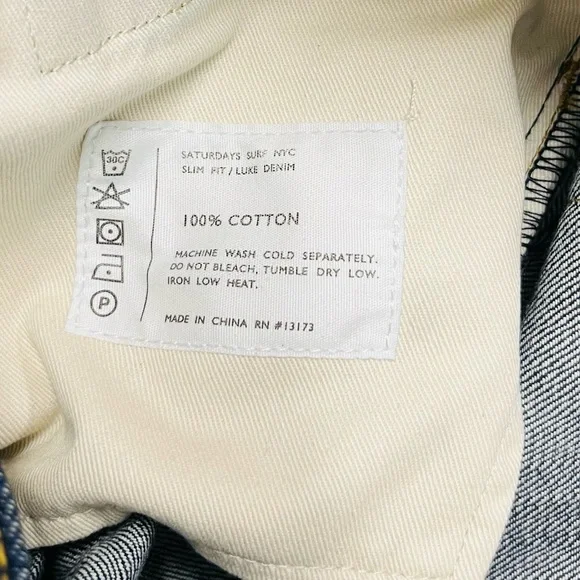 30C
SATURDAYS SURF NYC
SLIM FIT / LUKE DENIM
100% COTTON
MACHINE WASH COLD SEPARATELY.
DO NOT BLEACH, TUMBLE DRY LOW.
IRON LOW HEAT.
P
MADE IN CHINA RN #13173